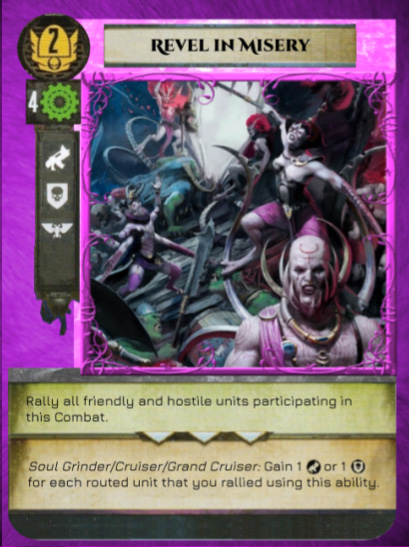 2
REVEL IN MISERY
4
Rally all friendly and hostile units participating in
this Combat.
Soul Grinder/Cruiser/Grand Cruiser: Gain 1 or 1
for each routed unit that you rallied using this ability.